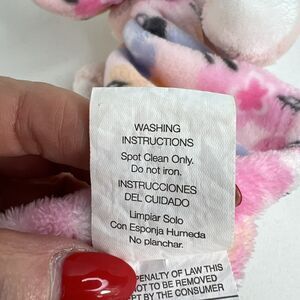 WASHING
INSTRUCTIONS
Spot Clean Only.
Do not iron.
INSTRUCCIONES
DEL CUIDADO
Limpiar Solo
Con Esponja Humeda
No planchar.
PENALTY OF LAW THIS
NOT TO BE REMOVED
BY THE CONSUMER